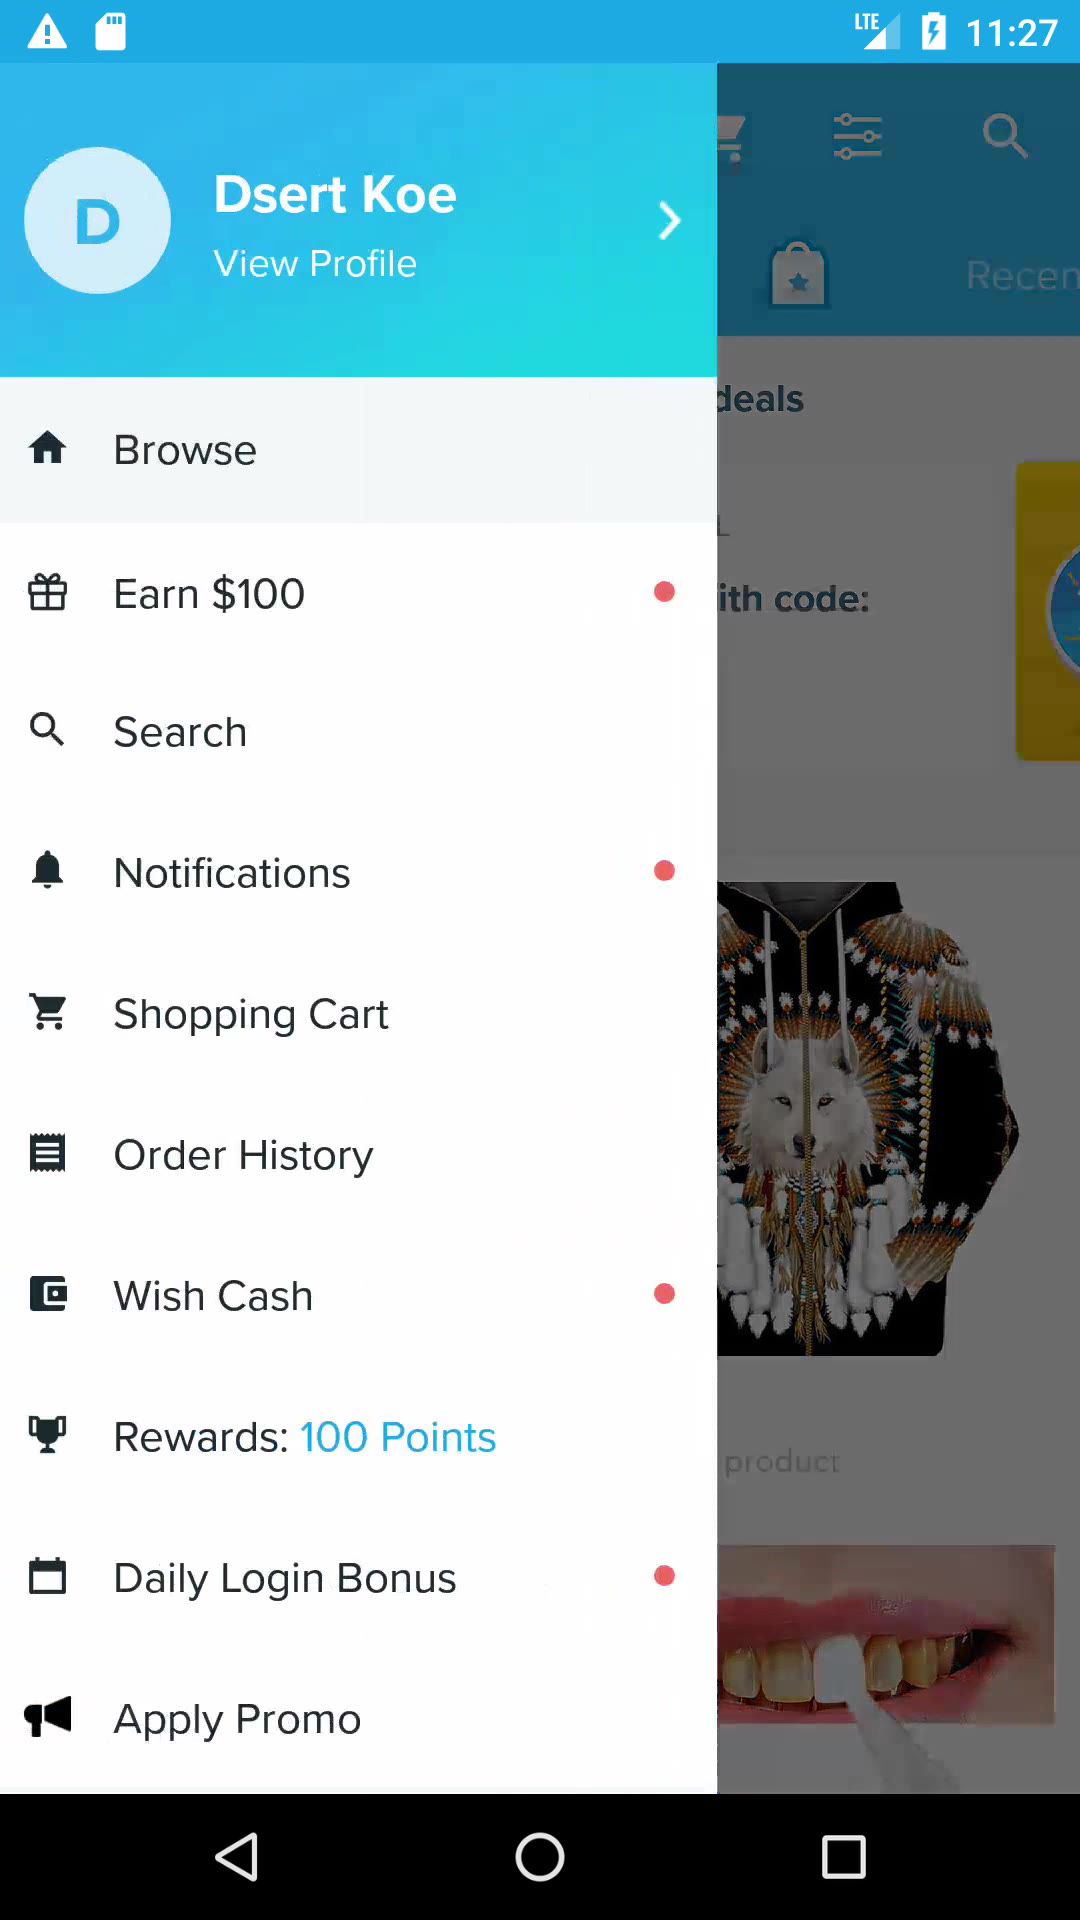 LTE 11:27
D
Dsert Koe
View Profile
Recen
Browse
deals
L
Earn $100
ith code:
Search
Notifications
Shopping Cart
Order History
Wish Cash
Rewards: 100 Points
product
Daily Login Bonus
Apply Promo